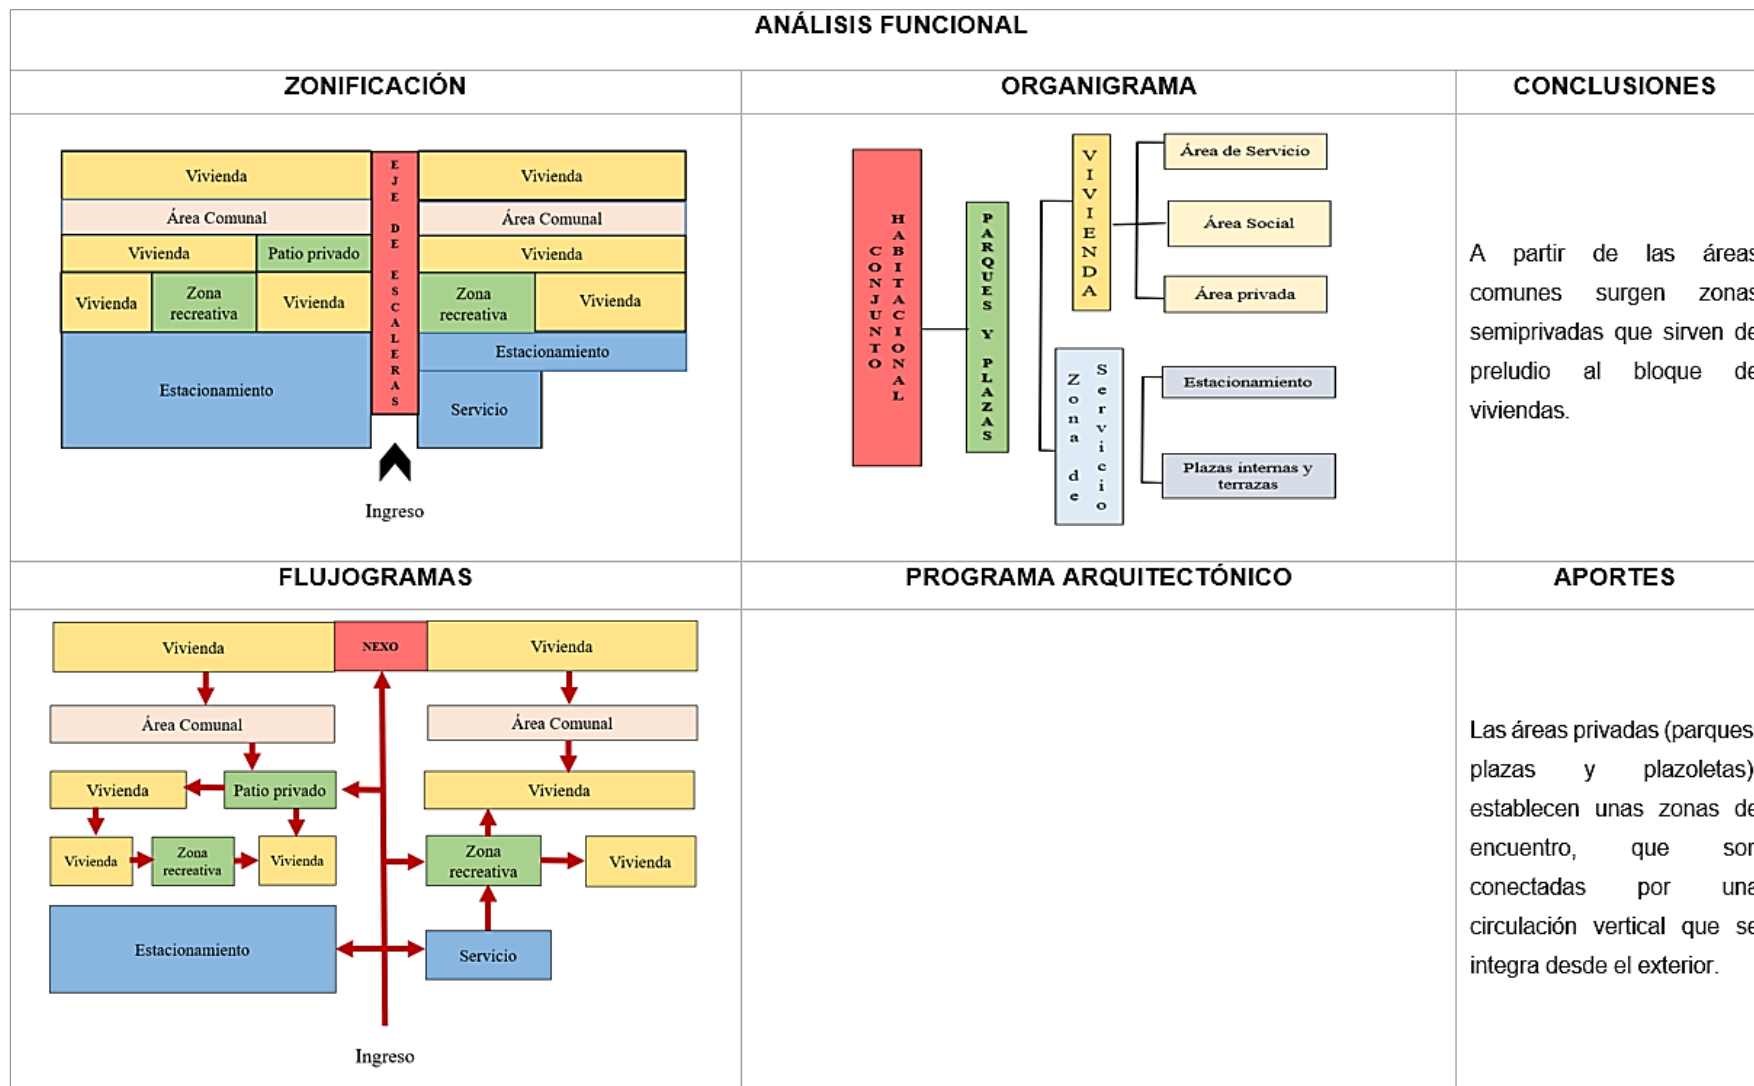 ANÁLISIS FUNCIONAL
ZONIFICACIÓN
ORGANIGRAMA
CONCLUSIONES
Vivienda
EJE DE ESCALERAS
Vivienda
Área Comunal
Área Comunal
Vivienda
Patio privado
Vivienda
Vivienda
Zona
recreativa
Vivienda
Zona
recreativa
Vivienda
Estacionamiento
Estacionamiento
Servicio
Ingreso
CONJUNTO
HABITACIONAL
PARQUES Y PLAZAS
VIVIENDA
Área de Servicio
Área Social
Área privada
Zona de
Servicio
Estacionamiento
Plazas internas y
terrazas
A partir de las áreas
comunes surgen zonas
semiprivadas que sirven de
preludio al bloque de
viviendas.
FLUJOGRAMAS
PROGRAMA ARQUITECTÓNICO
APORTES
Vivienda
NEXO
Vivienda
Área Comunal
Área Comunal
Vivienda
Patio privado
Vivienda
Vivienda
Zona
recreativa
Vivienda
Zona
recreativa
Vivienda
Estacionamiento
Servicio
Ingreso
Las áreas privadas (parques
plazas y plazoletas)
establecen unas zonas de
encuentro, que son
conectadas por una
circulación vertical que se
integra desde el exterior.